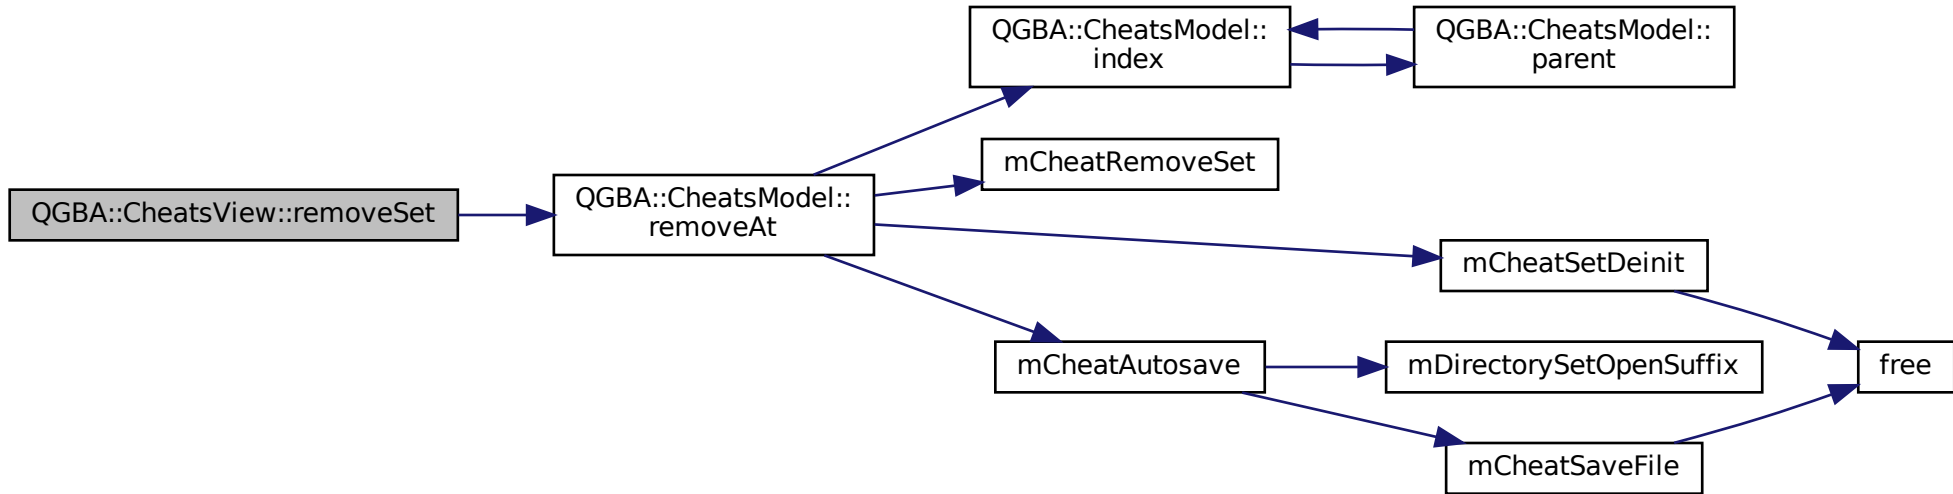 QGBA::CheatsView::removeSet
QGBA::CheatsModel::
removeAt
QGBA::CheatsModel::
index
QGBA::CheatsModel::
parent
mCheatRemoveSet
mCheatSetDeinit
mCheatAutosave
mDirectorySetOpenSuffix
mCheatSaveFile
free